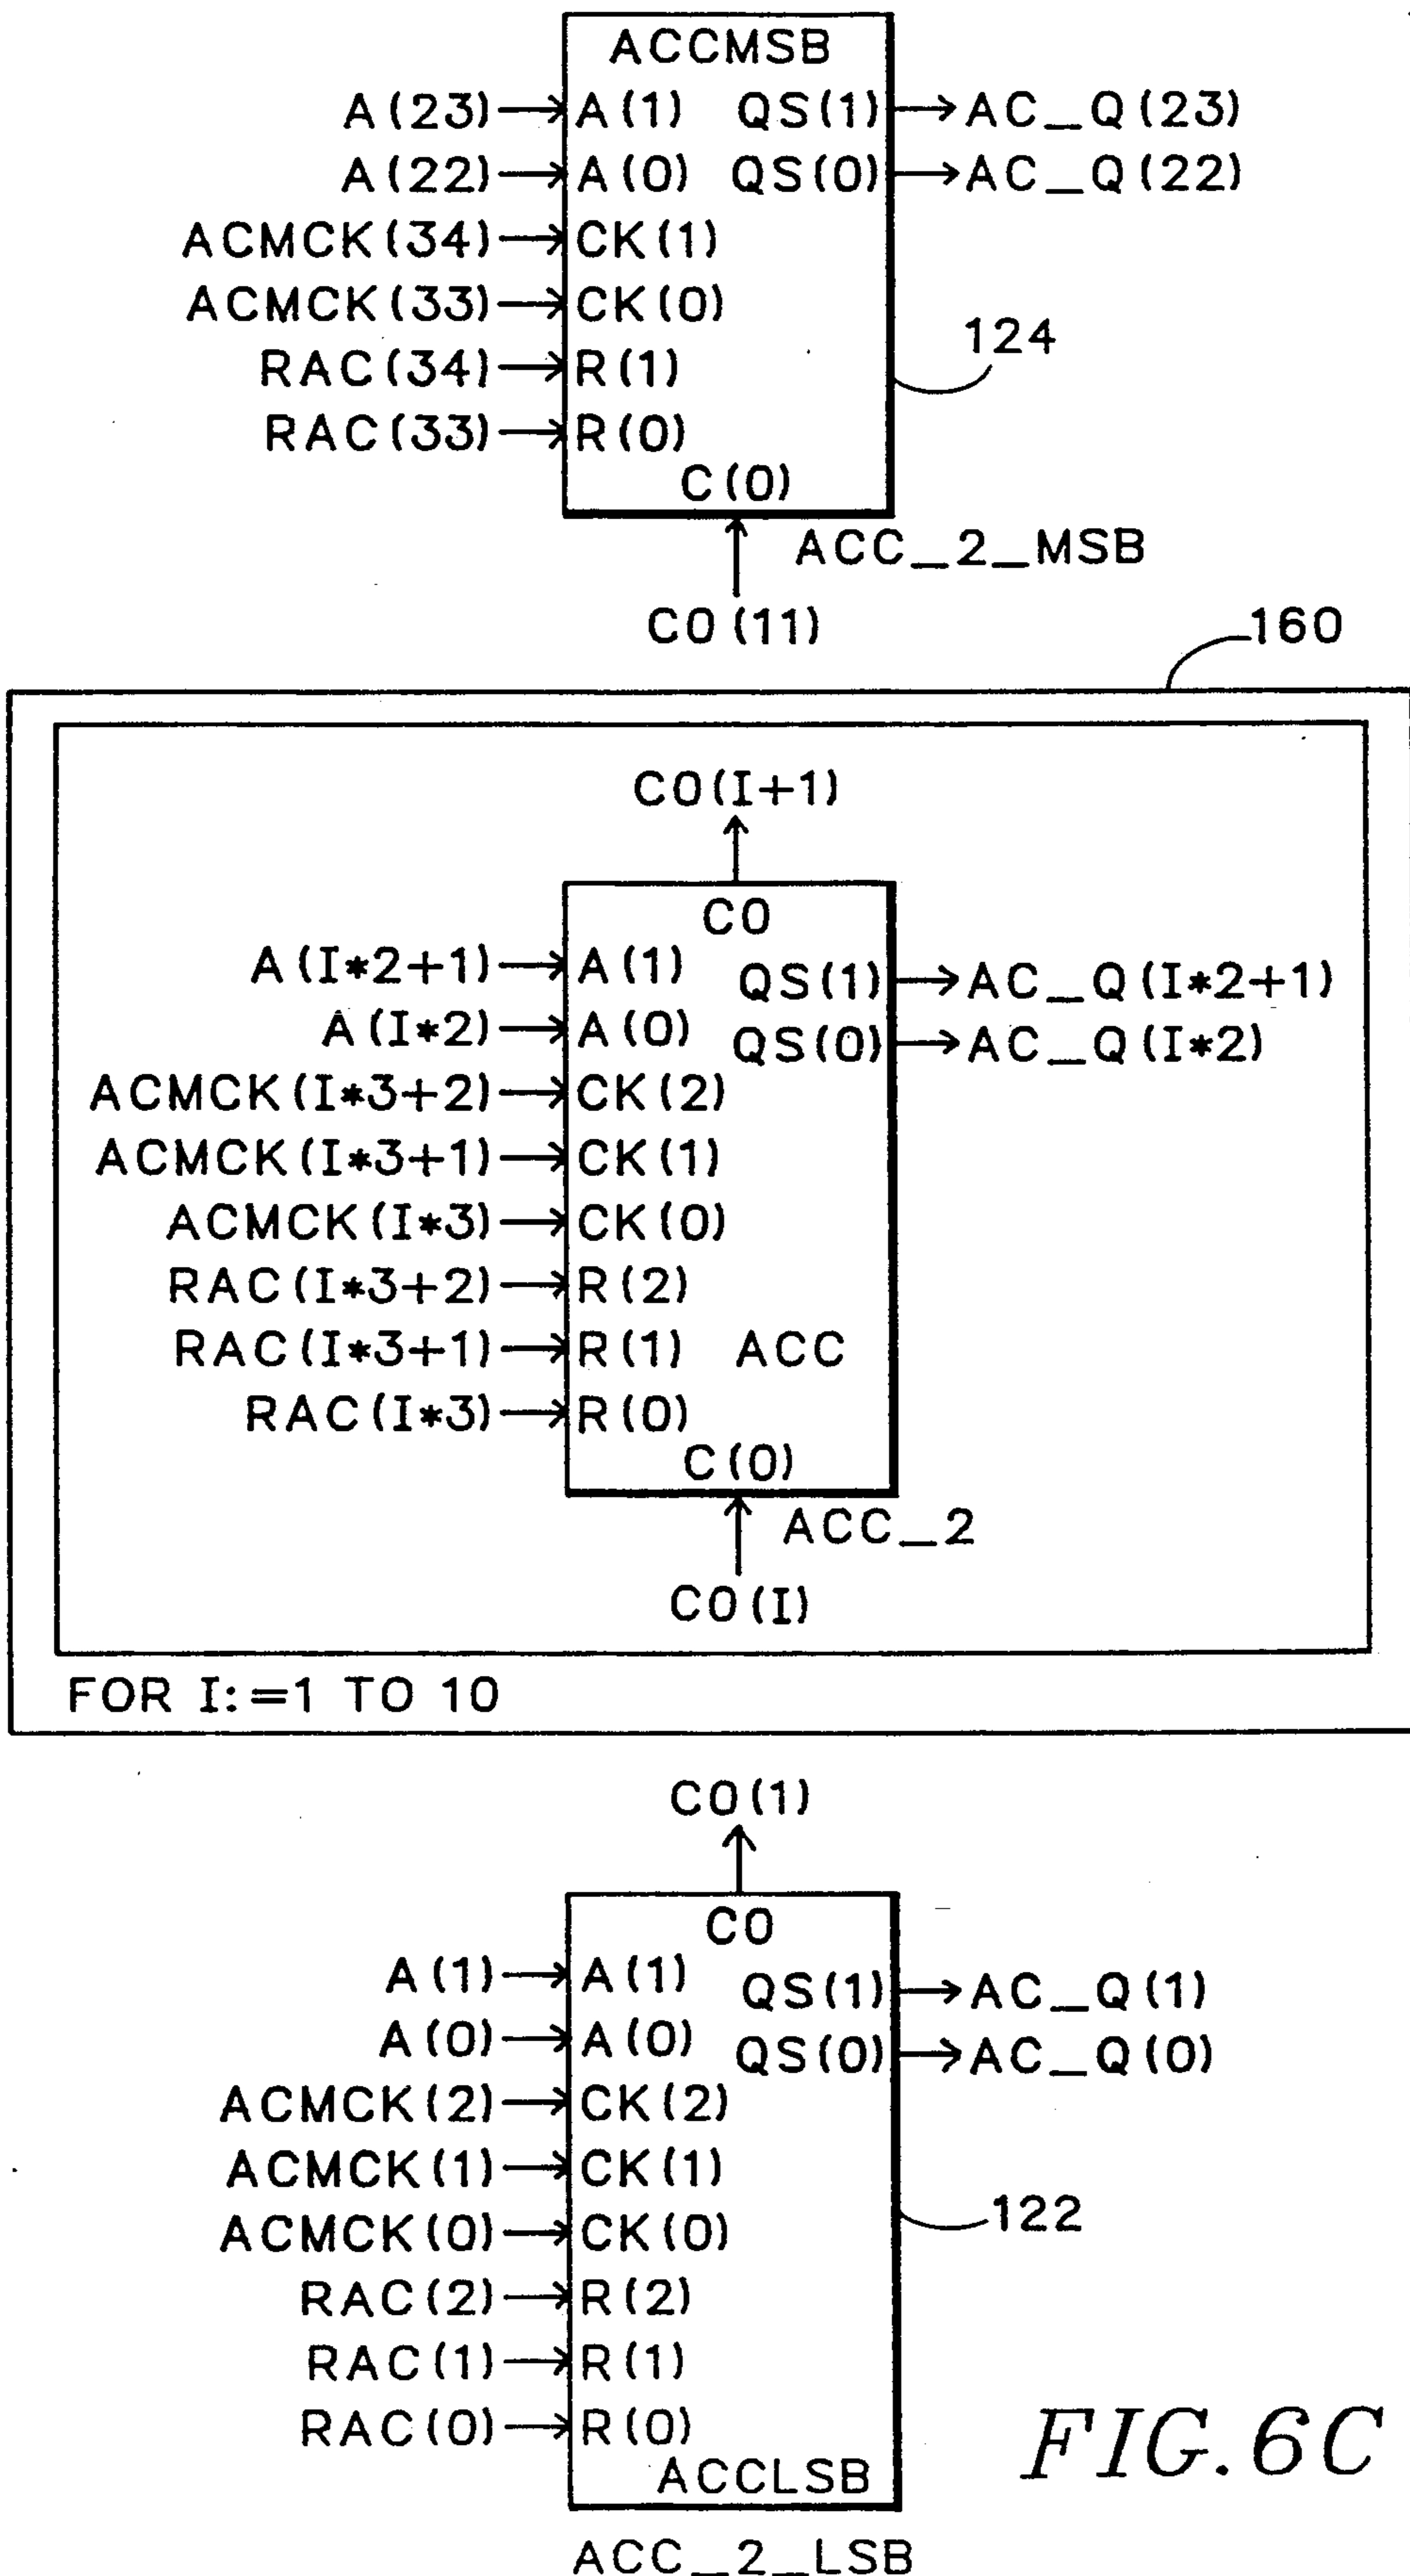 ACCMSB
A(23) A(1) QS(1) AC_Q(23)
A(22) A(0) QS(0) AC_Q(22)
ACMCK(34) CK(1)
ACMCK(33) CK(0)
124
RAC(34) R(1)
RAC(33) R(0)
C(0)
ACC_2_MSB
CO(11)
160
CO(I+1)
CO
A(I*2+1) A(1) QS(1) AC_Q(I*2+1)
A(I*2) A(0) QS(0) AC_Q(I*2)
ACMCK(I*3+2) CK(2)
ACMCK(I*3+1) CK(1)
ACMCK(I*3) CK(0)
RAC(I*3+2) R(2)
RAC(I*3+1) R(1) ACC
RAC(I*3) R(0)
C(0)
ACC_2
CO(I)
FOR I:=1 TO 10
CO(1)
CO
A(1) A(1) QS(1) AC_Q(1)
A(0) A(0) QS(0) AC_Q(0)
ACMCK(2) CK(2)
ACMCK(1) CK(1)
122
ACMCK(0) CK(0)
RAC(2) R(2)
RAC(1) R(1)
RAC(0) R(0)
ACCLSB
FIG.6C
ACC_2_LSB